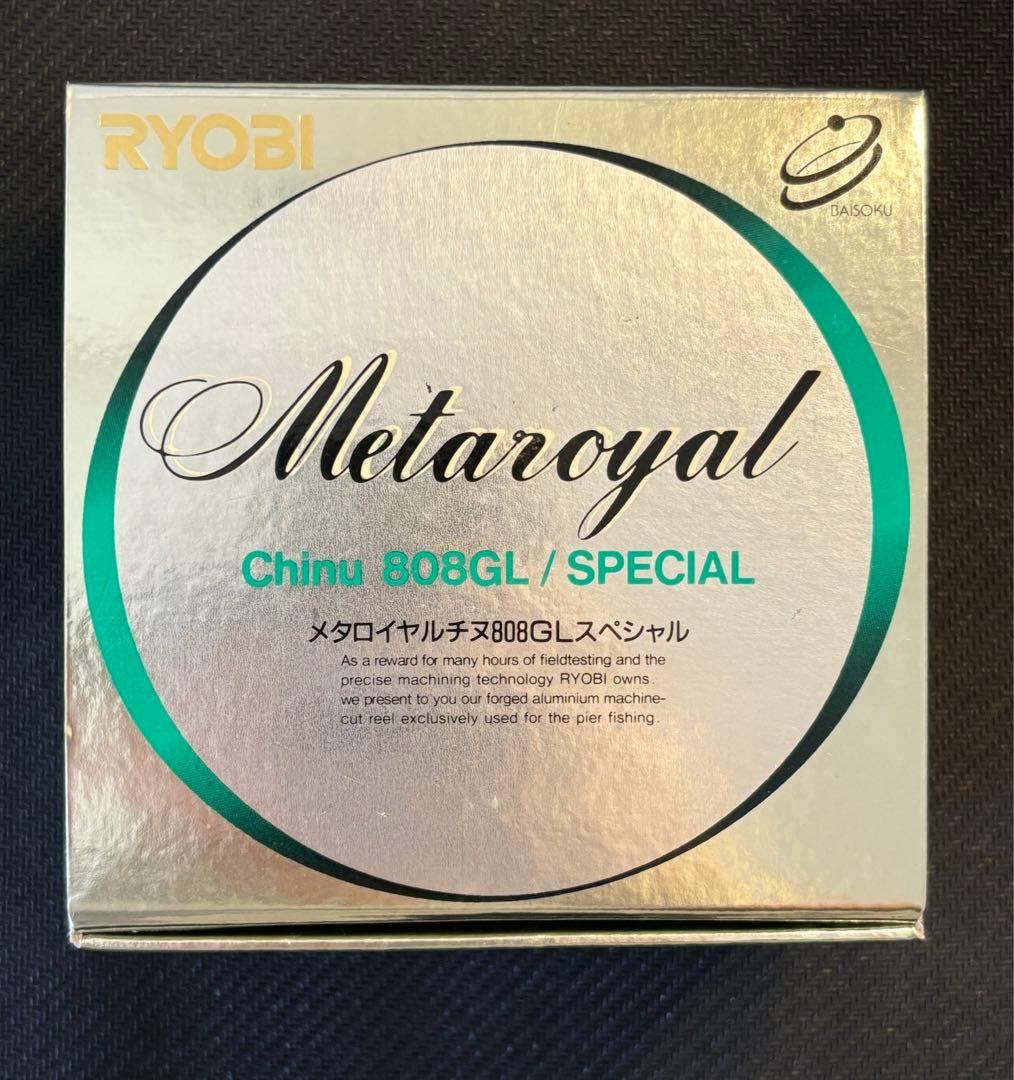 RYOBI
BAISOKU
Metaroyal
Chinu 808GL / SPECIAL
メタロイヤルチヌ808GLスペシャル
As a reward for many hours of fieldtesting and the
precise machining technology RYOBI owns.
we present to you our forged aluminium machine-
cut reel exclusively used for the pier fishing.